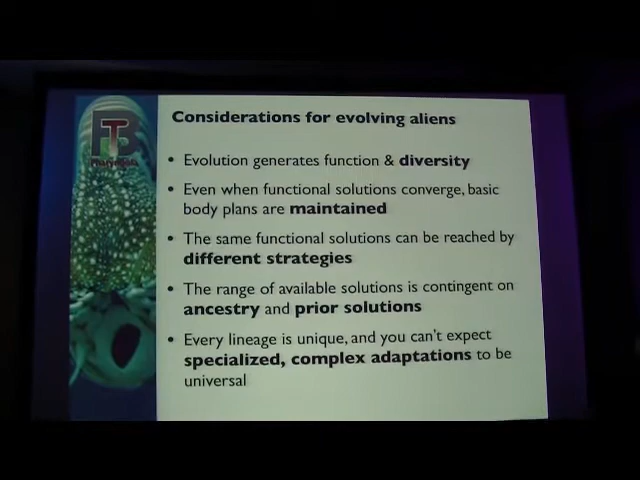 Considerations for evolving aliens
PTB
Pharyngula
• Evolution generates function & diversity
• Even when functional solutions converge, basic
body plans are maintained
• The same functional solutions can be reached by
different strategies
• The range of available solutions is contingent on
ancestry and prior solutions
• Every lineage is unique, and you can't expect
specialized, complex adaptations to be
universal